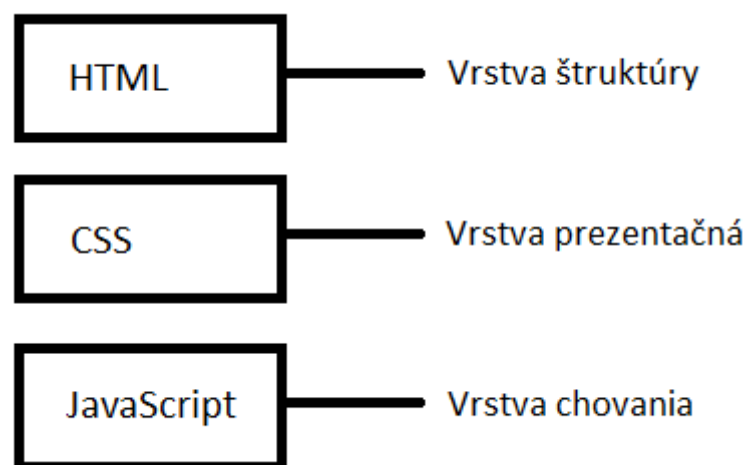 HTML Vrstva štruktúry
CSS Vrstva prezentačná
JavaScript Vrstva chovania